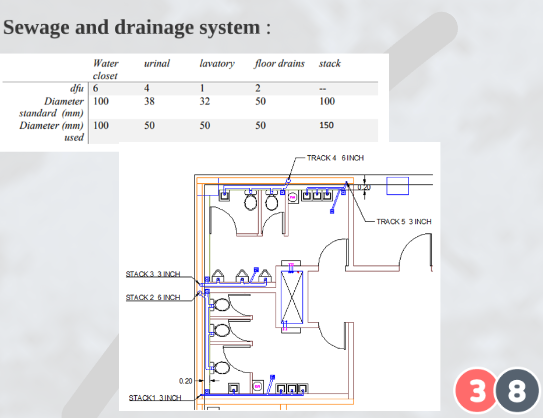 Sewage and drainage system :
Water closet urinal lavatory floor drains stack
dfu 6 4 1 2 --
Diameter standard (mm) 100 38 32 50 100
Diameter (mm) used 100 50 50 50 150
TRACK 4 6 INCH
0.20
TRACK 5 3 INCH
STACK 3 3 INCH
STACK 2 6 INCH
0.20
STACK1 3 INCH
3 8